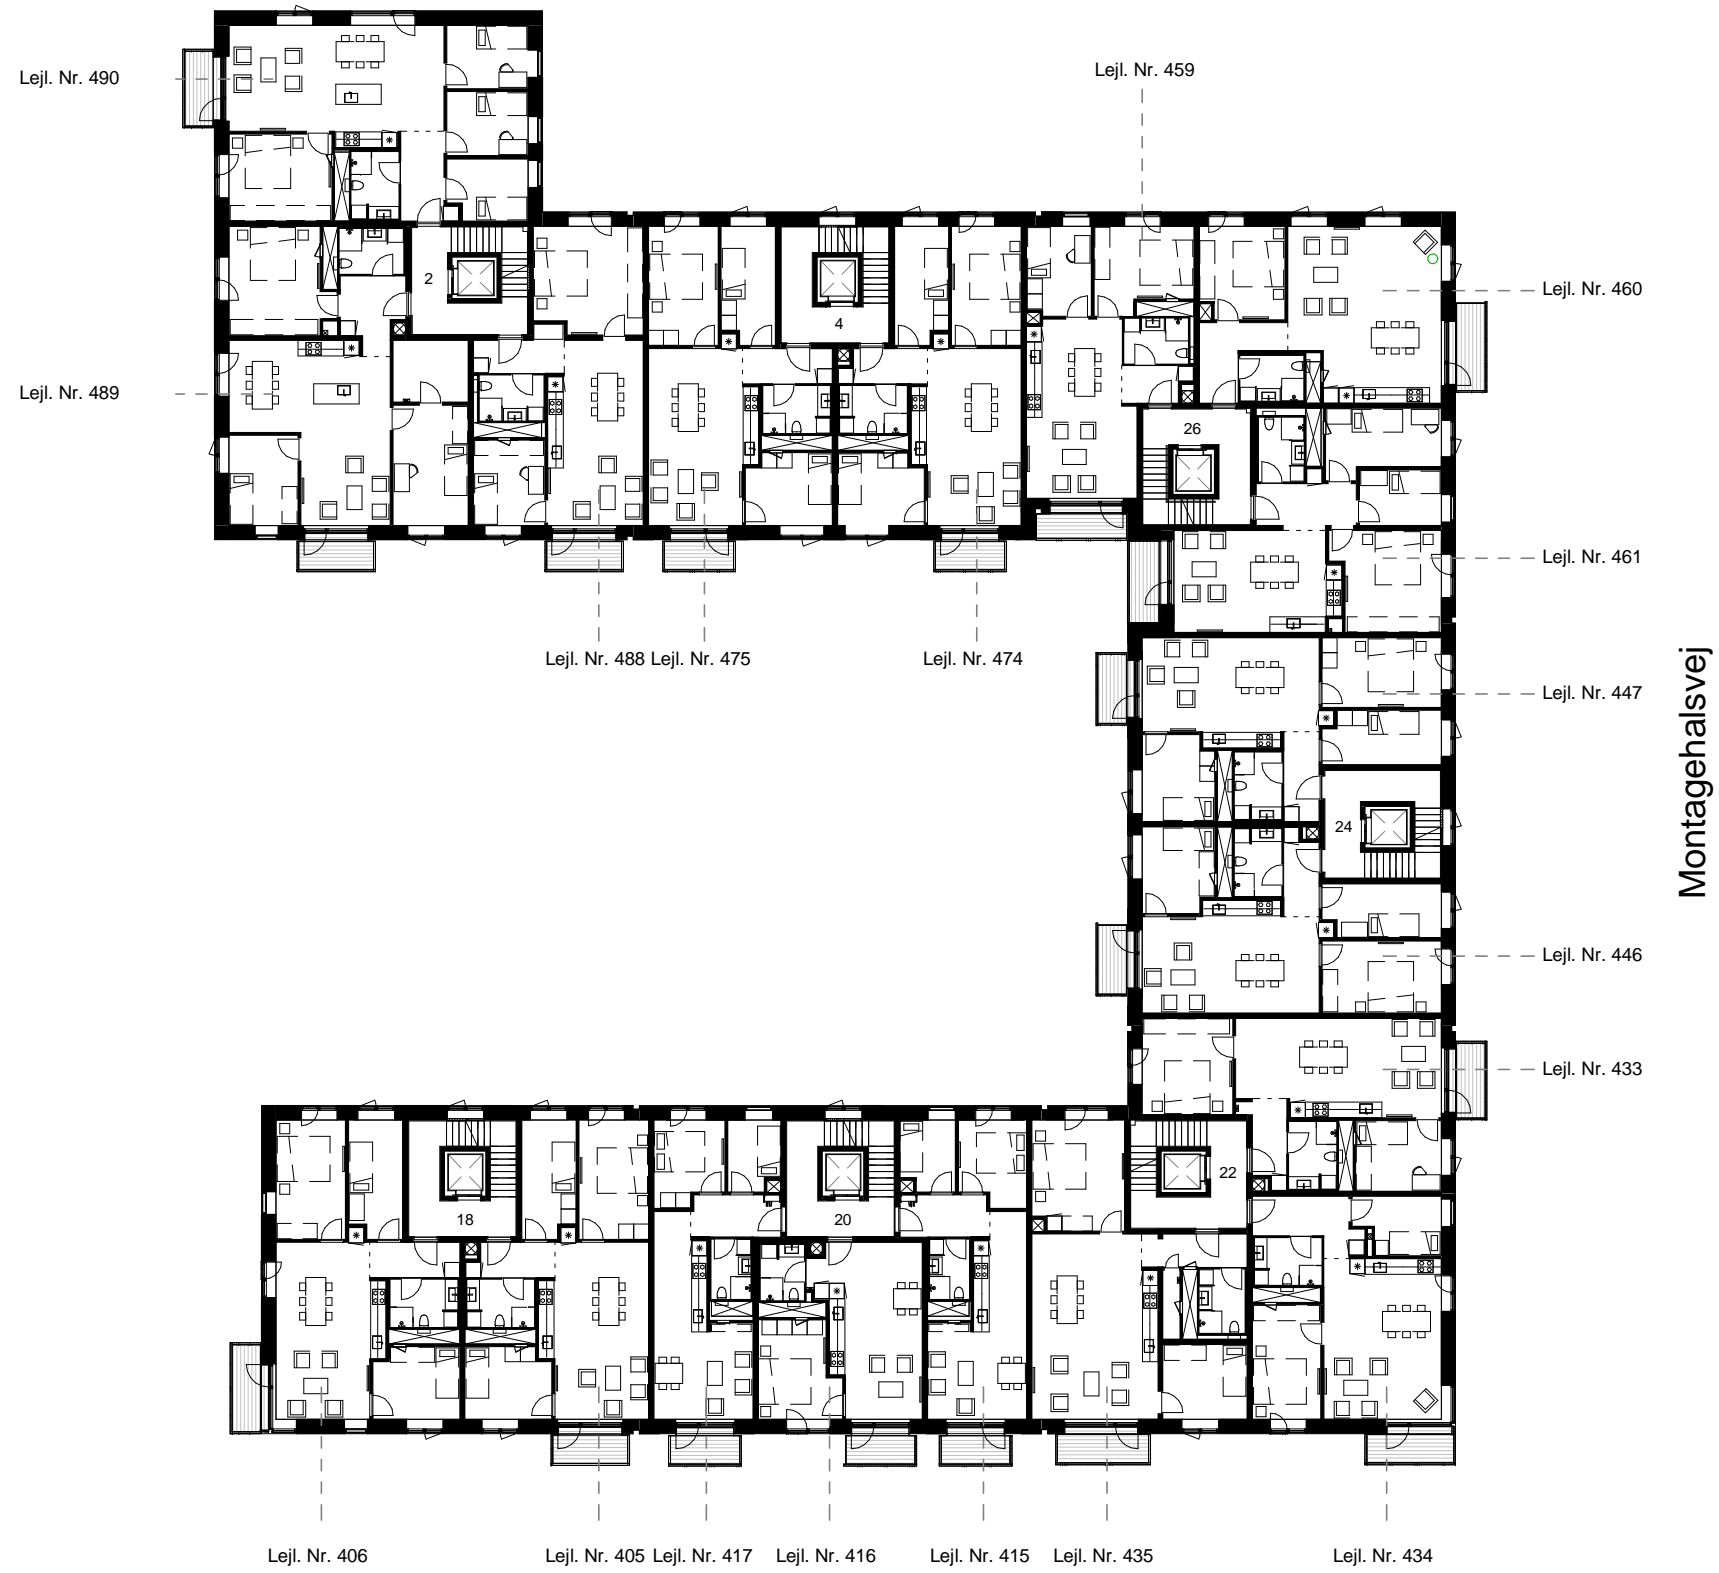 Lejl. Nr. 459
Lejl. Nr. 490
2
Lejl. Nr. 460
4
Lejl. Nr. 489
26
Lejl. Nr. 461
Lejl. Nr. 488
Lejl. Nr. 475
Lejl. Nr. 474
Lejl. Nr. 447
Montagehalsvej
24
Lejl. Nr. 446
Lejl. Nr. 433
22
18
20
Lejl. Nr. 406
Lejl. Nr. 405
Lejl. Nr. 417
Lejl. Nr. 416
Lejl. Nr. 415
Lejl. Nr. 435
Lejl. Nr. 434